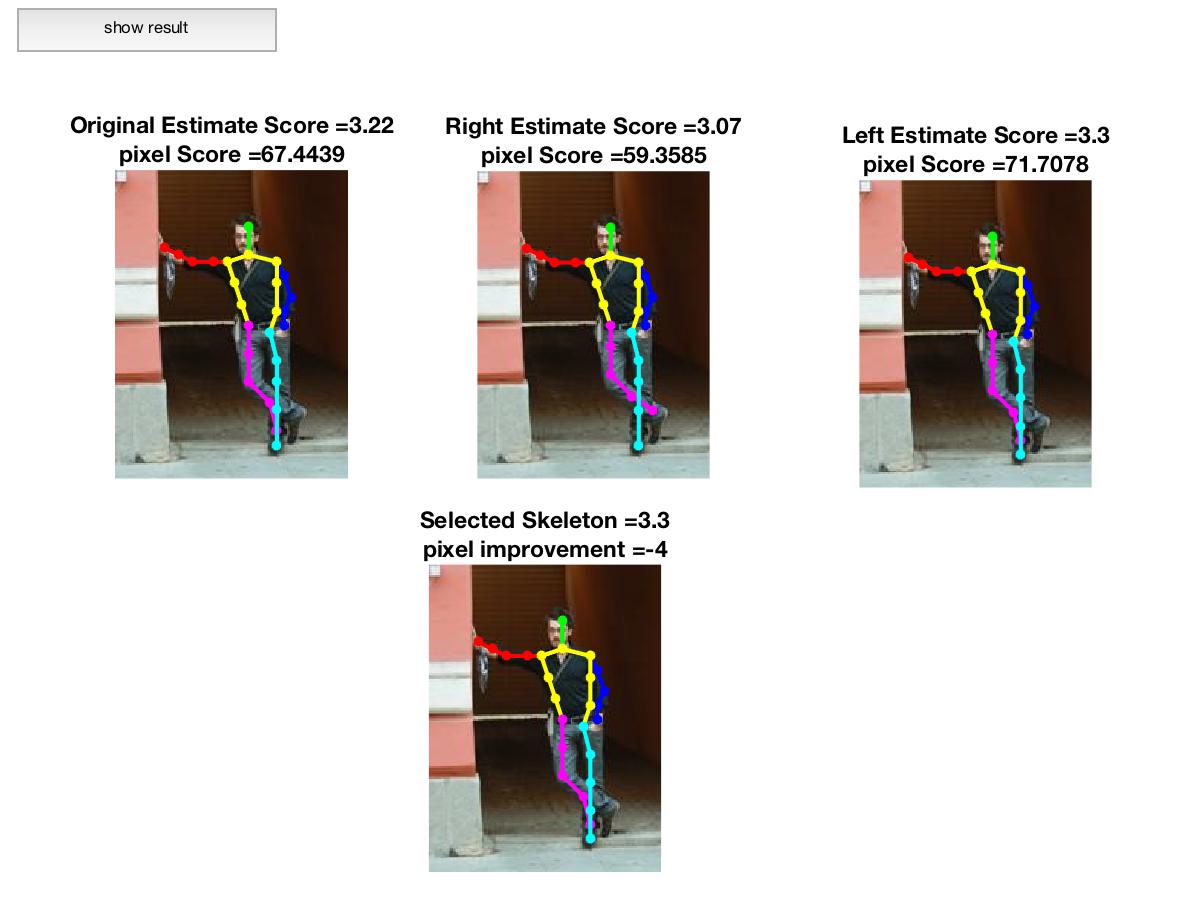 show result
Original Estimate Score =3.22
pixel Score =67.4439
Right Estimate Score =3.07
pixel Score =59.3585
Left Estimate Score =3.3
pixel Score =71.7078
Selected Skeleton =3.3
pixel improvement =-4